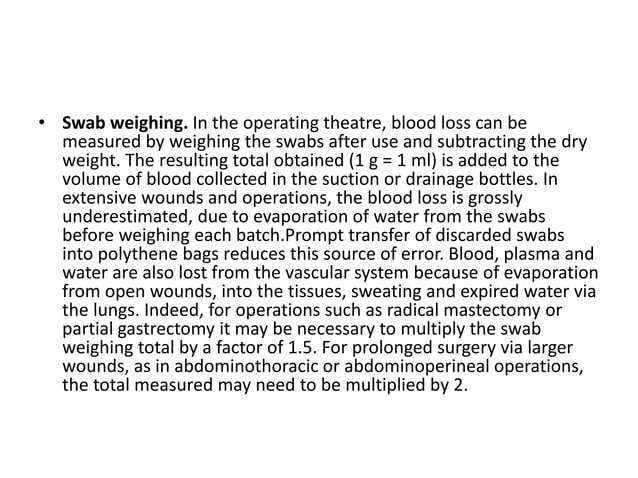 • Swab weighing. In the operating theatre, blood loss can be
measured by weighing the swabs after use and subtracting the dry
weight. The resulting total obtained (1 g = 1 ml) is added to the
volume of blood collected in the suction or drainage bottles. In
extensive wounds and operations, the blood loss is grossly
underestimated, due to evaporation of water from the swabs
before weighing each batch.Prompt transfer of discarded swabs
into polythene bags reduces this source of error. Blood, plasma and
water are also lost from the vascular system because of evaporation
from open wounds, into the tissues, sweating and expired water via
the lungs. Indeed, for operations such as radical mastectomy or
partial gastrectomy it may be necessary to multiply the swab
weighing total by a factor of 1.5. For prolonged surgery via larger
wounds, as in abdominothoracic or abdominoperineal operations,
the total measured may need to be multiplied by 2.